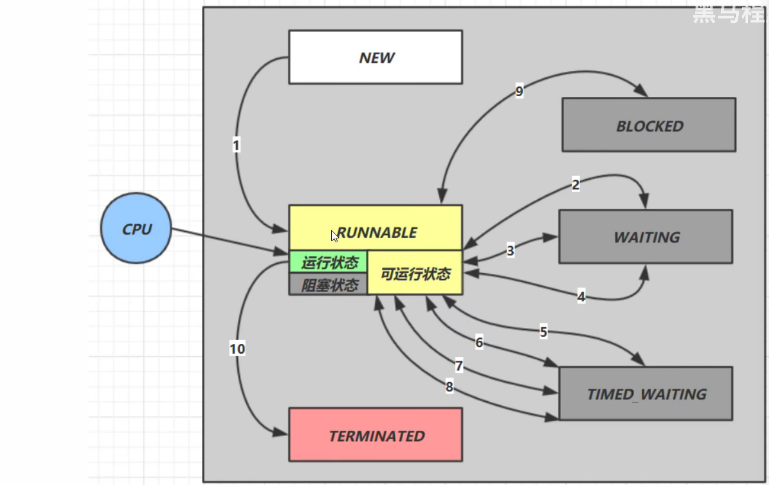 黑马程
NEW
9
BLOCKED
1
2
CPU
RUNNABLE
WAITING
3
运行状态
可运行状态
阻塞状态
4
5
6
10
7
8
TIMED_WAITING
TERMINATED